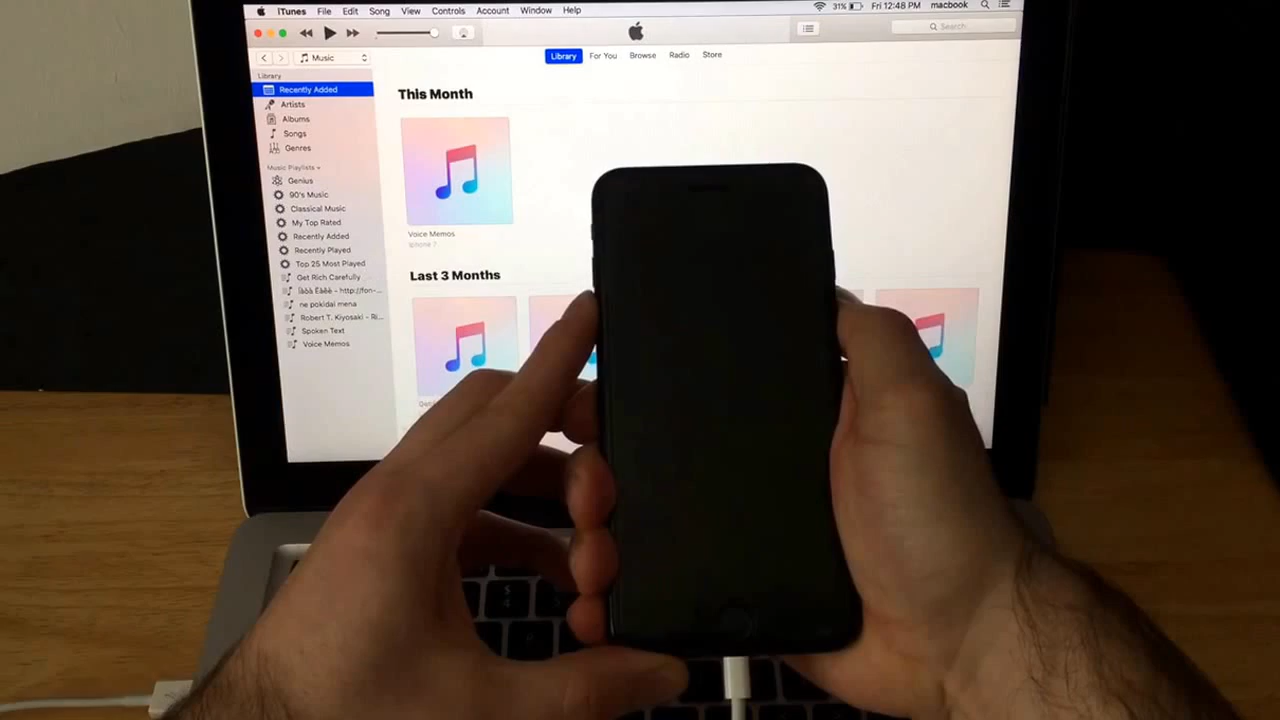 iTunes File Edit Song View Controls Account Window Help 31% Fri 12:48 PM macbook
Search
Music
Library For You Browse Radio Store
Library
Recently Added
Artists
Albums
Songs
Genres
Music Playlists
Genius
90's Music
Classical Music
My Top Rated
Recently Added
Recently Played
Top 25 Most Played
Get Rich Carefully
ne pokidai mena
Robert T. Kiyosaki - Ri...
Spoken Text
Voice Memos
This Month
Voice Memos
Iphone 7
Last 3 Months